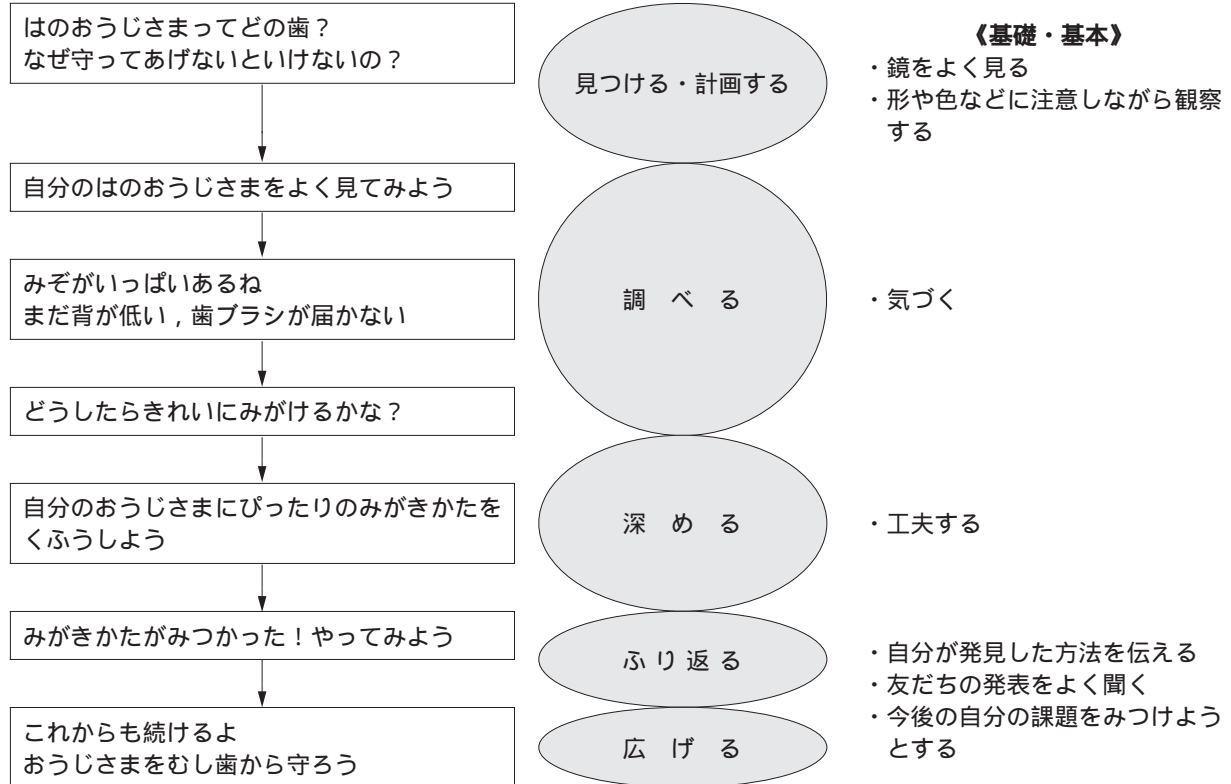 はのおうじさまってどの歯？
なぜ守ってあげないといけないの？
自分のはのおうじさまをよく見てみよう
みぞがいっぱいあるね
まだ背が低い，歯ブラシが届かない
どうしたらきれいにみがけるかな？
自分のおうじさまにぴったりのみがきかたを
くふうしよう
みがきかたがみつかった！やってみよう
これからも続けるよ
おうじさまをむし歯から守ろう
見つける・計画する
調 べ る
深 め る
ふ り 返 る
広 げ る
《基礎・基本》
・鏡をよく見る
・形や色などに注意しながら観察
する
・気づく
・工夫する
・自分が発見した方法を伝える
・友だちの発表をよく聞く
・今後の自分の課題をみつけよう
とする